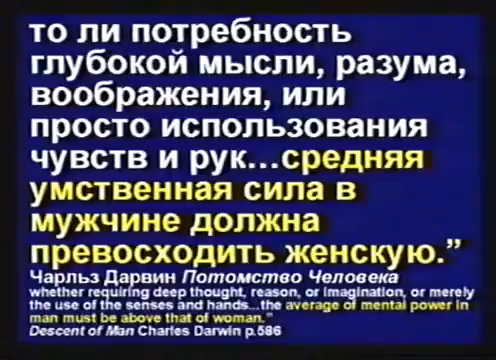 то ли потребность
глубокой мысли, разума,
воображения, или
просто использования
чувств и рук...средняя
умственная сила в
мужчине должна
превосходить женскую.”
Чарльз Дарвин Потомство Человека
whether requiring deep thought, reason, or imagination, or merely
the use of the senses and hands...the average of mental power in
man must be above that of woman.”
Descent of Man Charles Darwin p.586